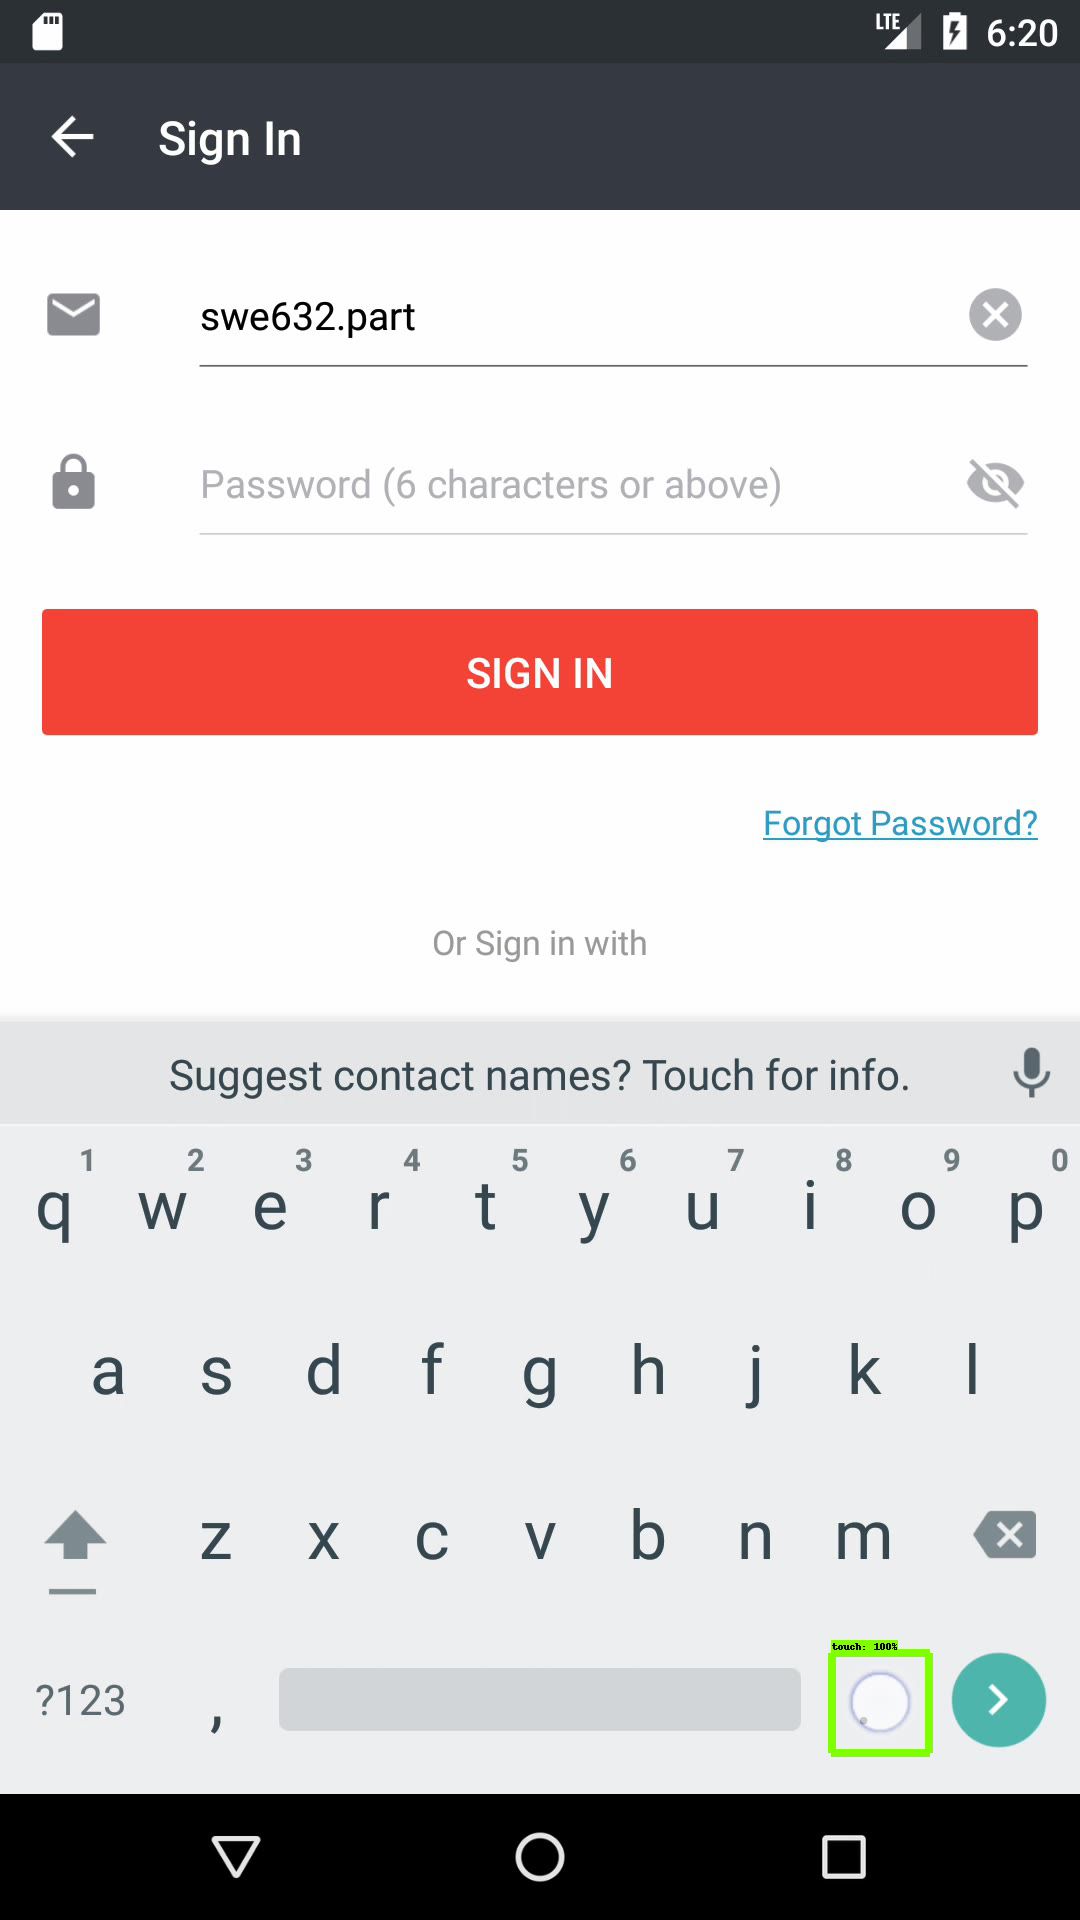 LTE 6:20
Sign In
swe632.part
Password (6 characters or above)
SIGN IN
Forgot Password?
Or Sign in with
Suggest contact names? Touch for info.
1 2 3 4 5 6 7 8 9 0
q w e r t y u i o p
a s d f g h j k l
z x c v b n m
touch: 100%
?123 ,